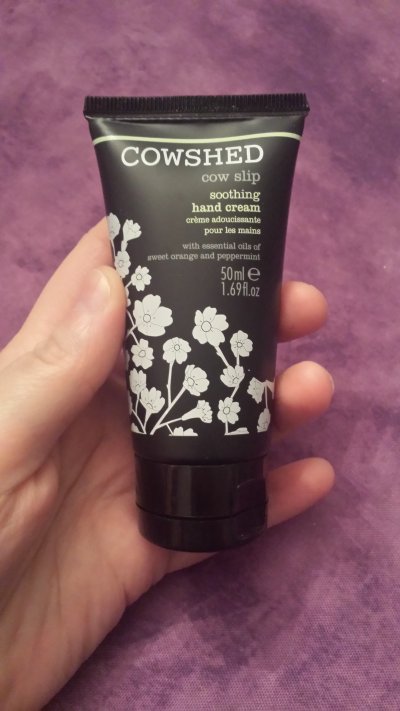 COWSHED
cow slip
soothing
hand cream
crème adoucissante
pour les mains
with essential oils of
sweet orange and peppermint
50ml ℮
1.69fl.oz